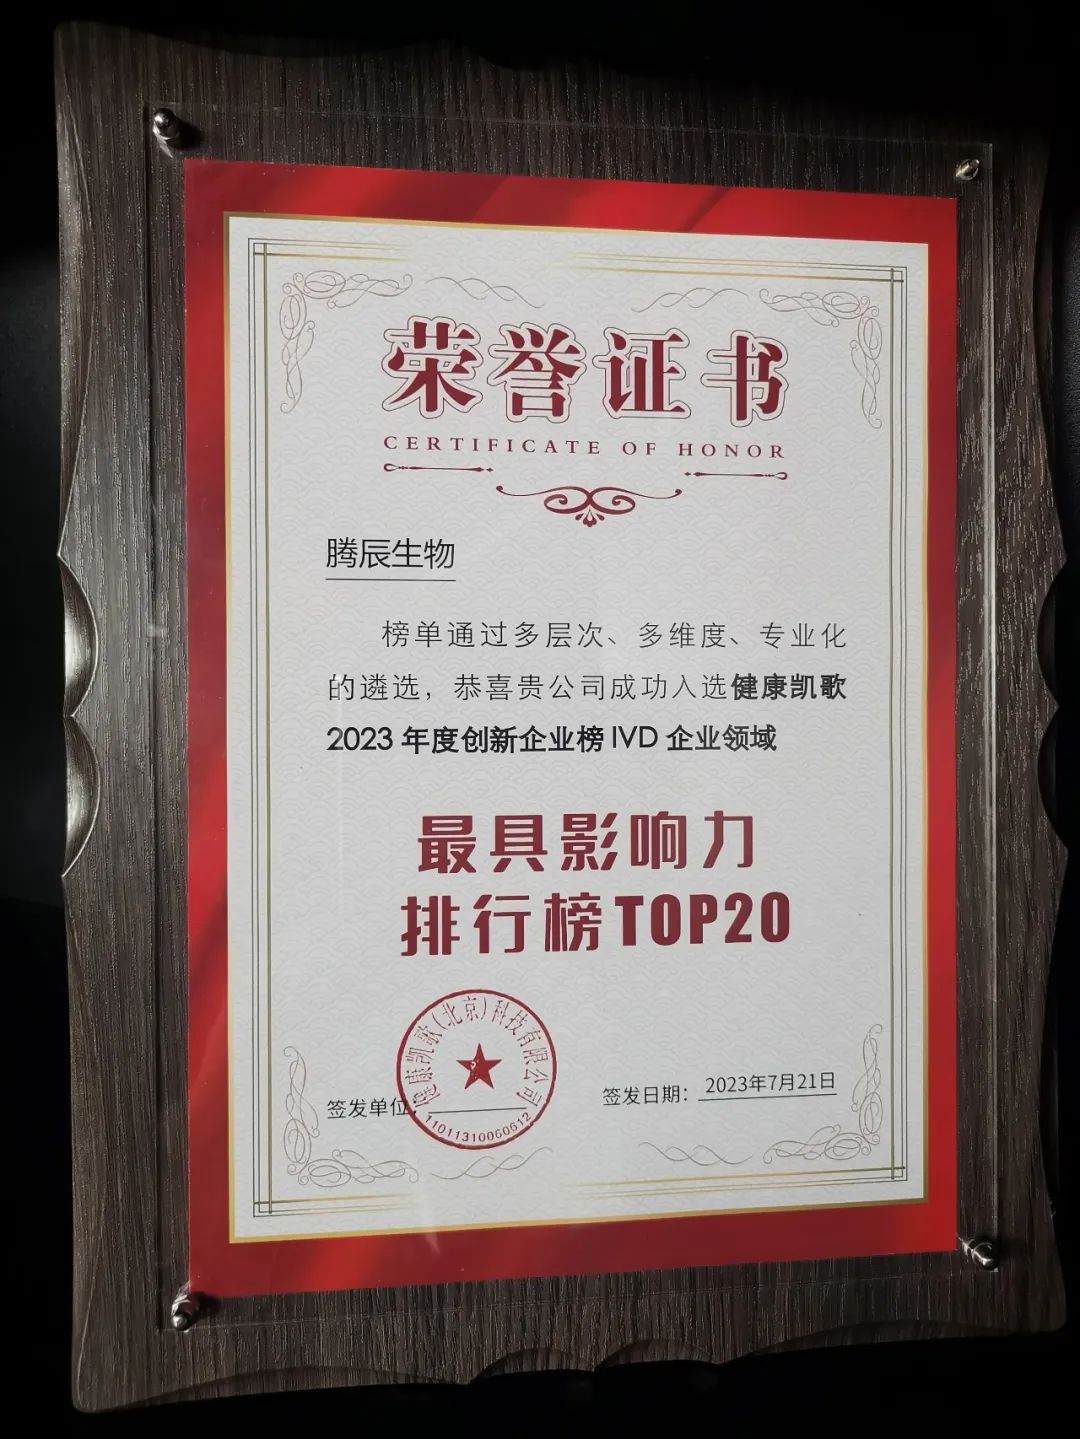 荣誉证书
CERTIFICATE OF HONOR
腾辰生物
榜单通过多层次、多维度、专业化
的遴选，恭喜贵公司成功入选健康凯歌
2023 年度创新企业榜 IVD 企业领域
最具影响力
排行榜TOP20
健康凯歌(北京)科技有限公司
签发单位:
签发日期：2023年7月21日